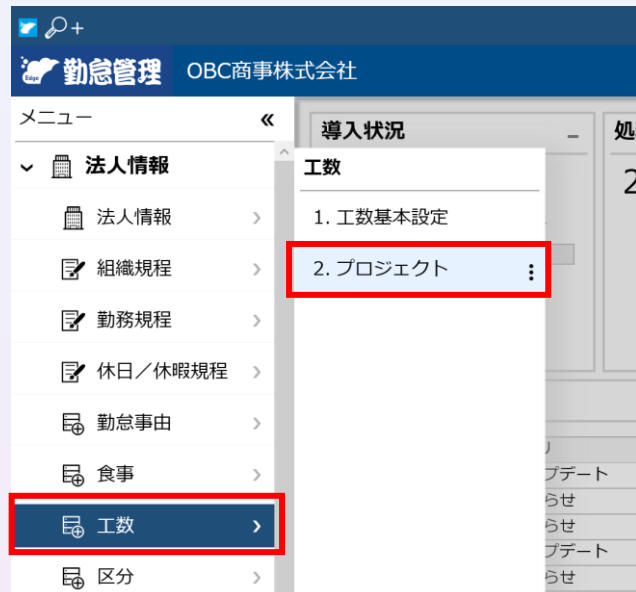 Edge 勤怠管理 OBC商事株式会社
メニュー «
法人情報
法人情報
組織規程
勤務規程
休日／休暇規程
勤怠事由
食事
工数
区分
工数
1. 工数基本設定
2. プロジェクト
導入状況
処
2
リ
プデート
らせ
らせ
プデート
らせ